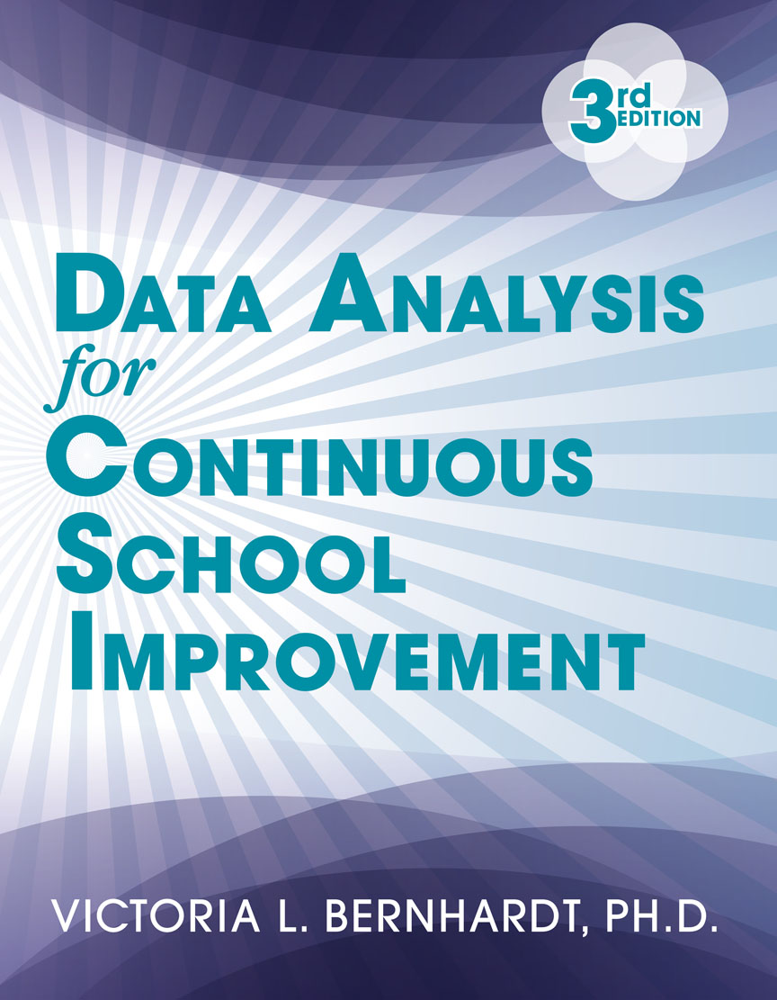 3rd
EDITION
DATA ANALYSIS
for
CONTINUOUS
SCHOOL
IMPROVEMENT
VICTORIA L. BERNHARDT, PH.D.